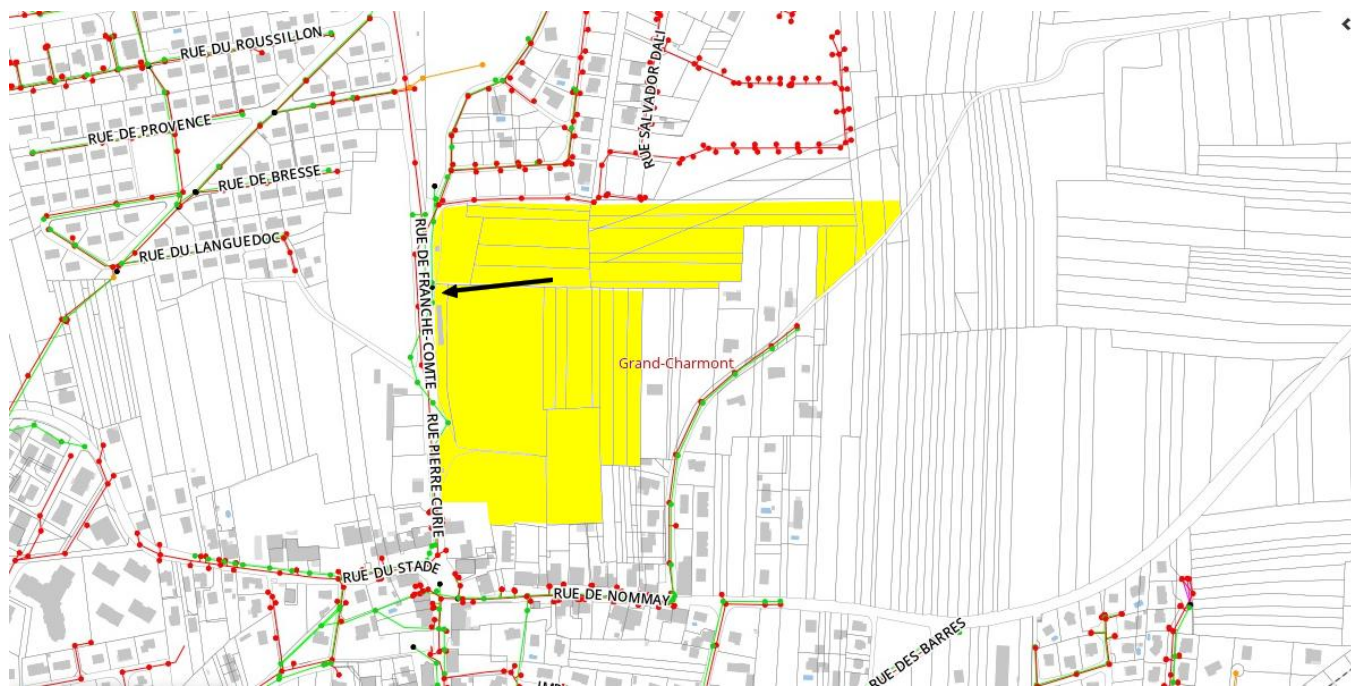 RUE DU ROUSSILLON
RUE SALVADOR DALI
RUE DE PROVENCE
RUE DE BRESSE
RUE DU LANGUEDOC
RUE-DE FRANCHE-COMTE
Grand-Charmont
RUE-PIERRE-CURIE
RUE DU STADE
RUE DE NOMMAY
RUE-DES-BARRES